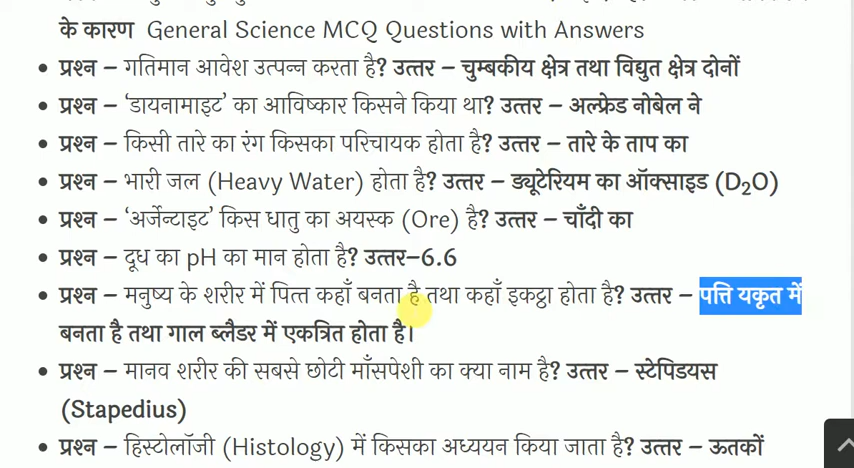 के कारण General Science MCQ Questions with Answers
• प्रश्न – गतिमान आवेश उत्पन्न करता है? उत्तर – चुम्बकीय क्षेत्र तथा विद्युत क्षेत्र दोनों
• प्रश्न – ‘डायनामाइट’ का आविष्कार किसने किया था? उत्तर – अल्फ्रेड नोबेल ने
• प्रश्न – किसी तारे का रंग किसका परिचायक होता है? उत्तर – तारे के ताप का
• प्रश्न – भारी जल (Heavy Water) होता है? उत्तर – ड्यूटेरियम का ऑक्साइड (D₂O)
• प्रश्न – ‘अर्जेन्टाइट’ किस धातु का अयस्क (Ore) है? उत्तर – चाँदी का
• प्रश्न – दूध का pH का मान होता है? उत्तर–6.6
• प्रश्न – मनुष्य के शरीर में पित्त कहाँ बनता है तथा कहाँ इकट्ठा होता है? उत्तर – पत्ति यकृत में
बनता है तथा गाल ब्लैडर में एकत्रित होता है।
• प्रश्न – मानव शरीर की सबसे छोटी माँसपेशी का क्या नाम है? उत्तर – स्टेपिडयस
(Stapedius)
• प्रश्न – हिस्टोलॉजी (Histology) में किसका अध्ययन किया जाता है? उत्तर – ऊतकों